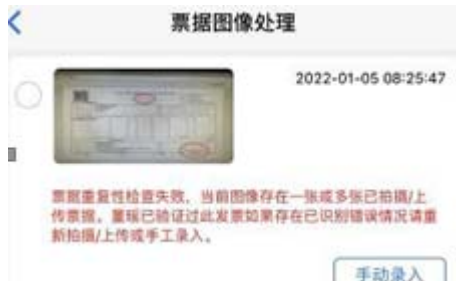 票据图像处理
2022-01-05 08:25:47
票据重复性检查失败，当前图像存在一张或多张已拍摄/上
传票据。重瑞已验证过此发票如果存在已识别错误情况请重
新拍摄/上传或手工录入。
手动录入